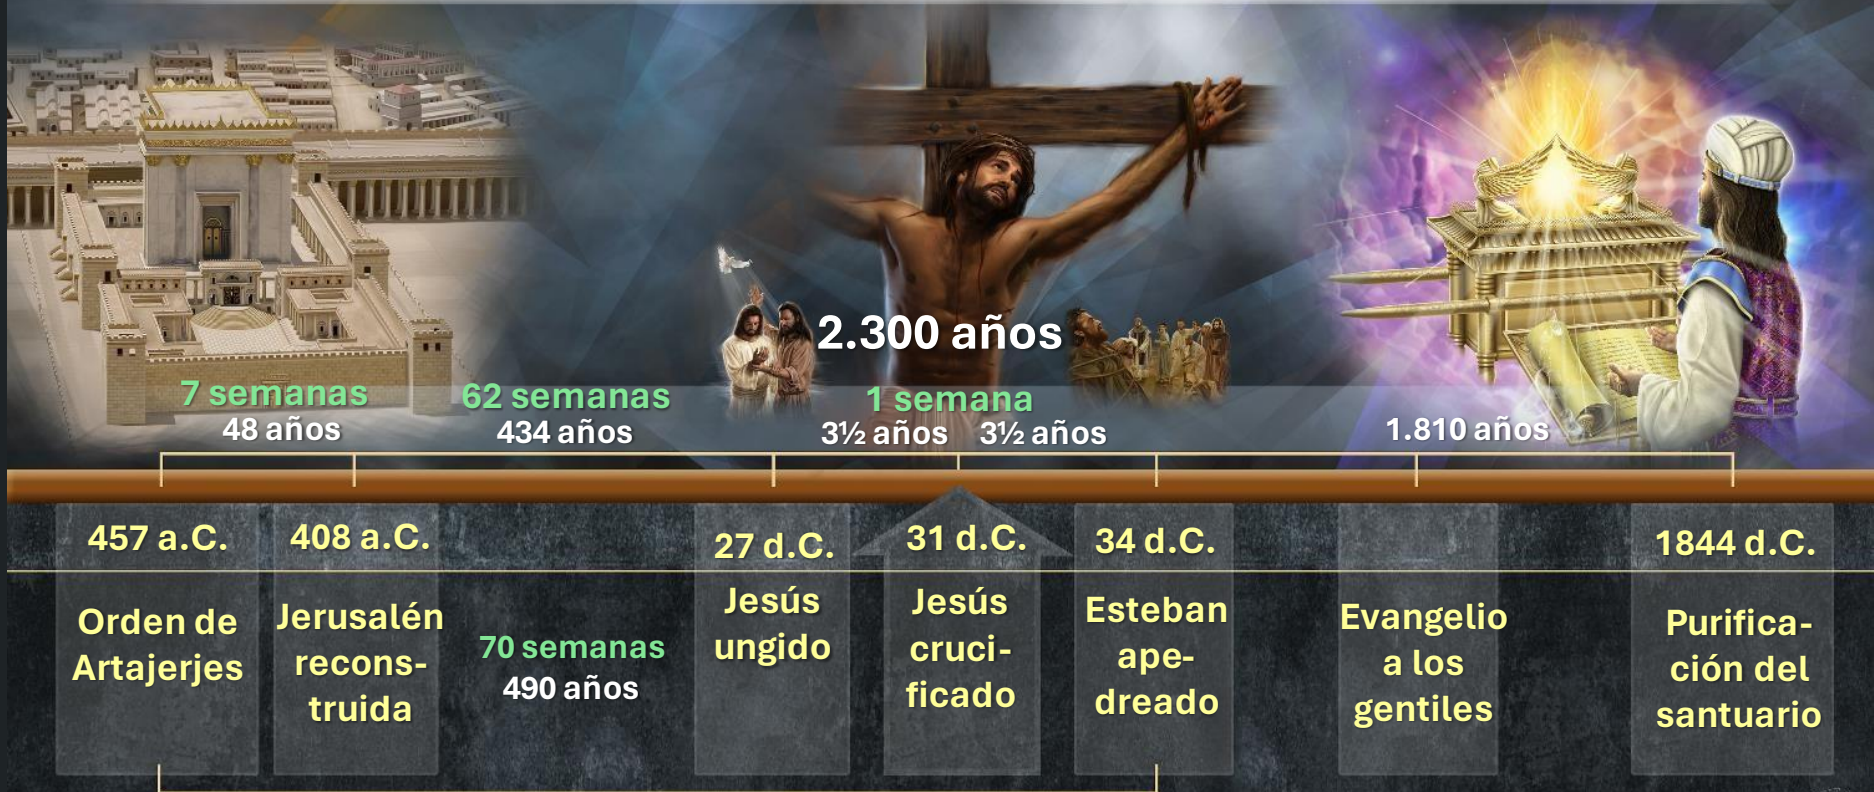 2.300 años
7 semanas
48 años
62 semanas
434 años
1 semana
3½ años 3½ años
1.810 años
457 a.C.
Orden de
Artajerjes
408 a.C.
Jerusalén
recons-
truida
70 semanas
490 años
27 d.C.
Jesús
ungido
31 d.C.
Jesús
cruci-
ficado
34 d.C.
Esteban
ape-
dreado
Evangelio
a los
gentiles
1844 d.C.
Purifica-
ción del
santuario